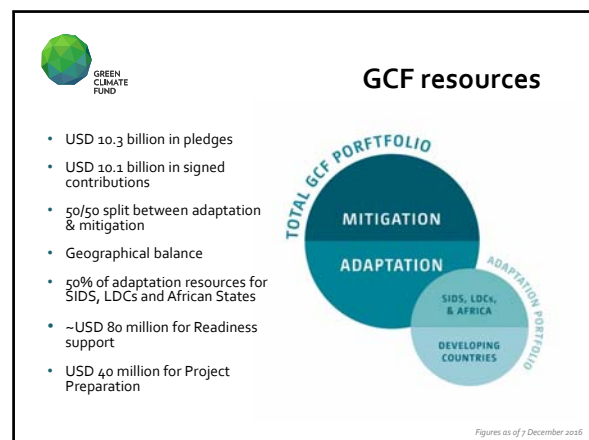 GREEN
CLIMATE
FUND
GCF resources
• USD 10.3 billion in pledges
• USD 10.1 billion in signed
contributions
• 50/50 split between adaptation
& mitigation
• Geographical balance
• 50% of adaptation resources for
SIDS, LDCs and African States
• ~USD 80 million for Readiness
support
• USD 40 million for Project
Preparation
TOTAL GCF PORFTFOLIO
MITIGATION
ADAPTATION
ADAPTATION PORTFOLIO
SIDS, LDCs,
& AFRICA
DEVELOPING
COUNTRIES
Figures as of 7 December 2016